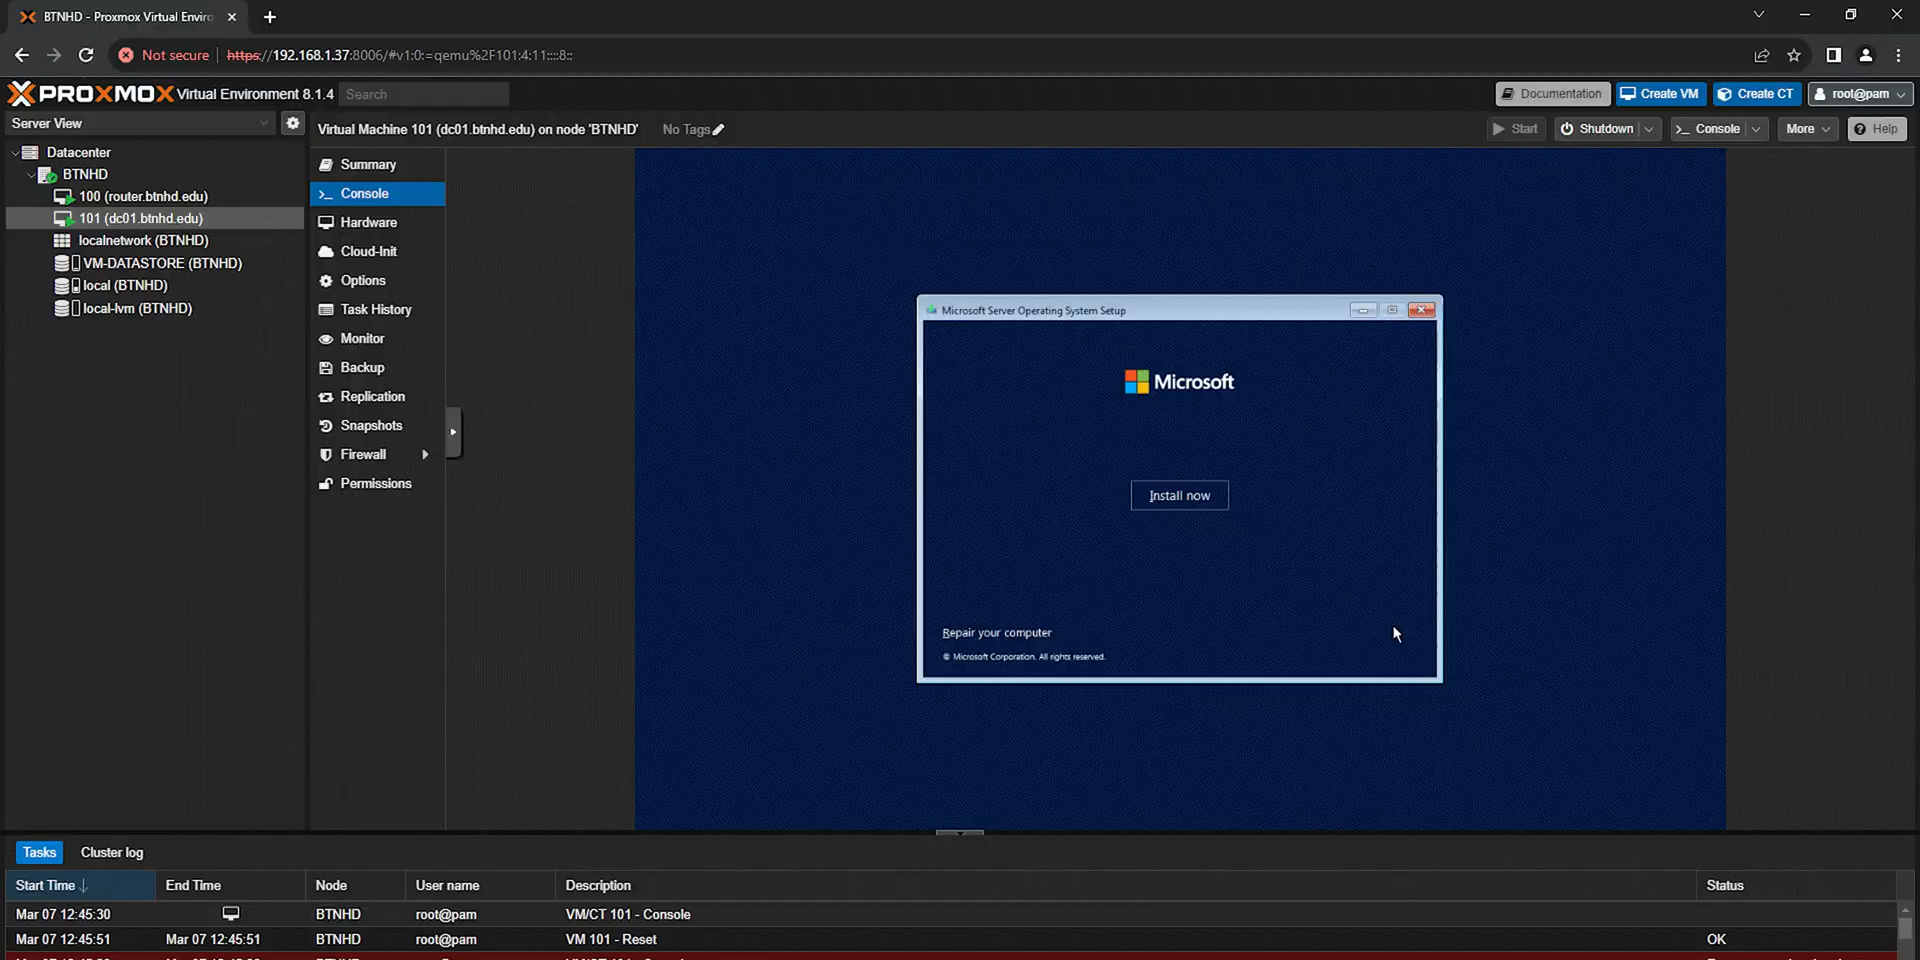 BTNHD - Proxmox Virtual Enviro
Not secure
https://192.168.1.37:8006/#v1:0:=qemu%2F101:4:11::::8::
PROXMOX Virtual Environment 8.1.4
Search
Documentation
Create VM
Create CT
root@pam
Server View
Virtual Machine 101 (dc01.btnhd.edu) on node 'BTNHD'
No Tags
Start
Shutdown
Console
More
Help
Datacenter
BTNHD
100 (router.btnhd.edu)
101 (dc01.btnhd.edu)
localnetwork (BTNHD)
VM-DATASTORE (BTNHD)
local (BTNHD)
local-lvm (BTNHD)
Summary
Console
Hardware
Cloud-Init
Options
Task History
Monitor
Backup
Replication
Snapshots
Firewall
Permissions
Microsoft Server Operating System Setup
Microsoft
Install now
Repair your computer
© Microsoft Corporation. All rights reserved.
Tasks
Cluster log
Start Time
End Time
Node
User name
Description
Status
Mar 07 12:45:30
BTNHD
root@pam
VM/CT 101 - Console
Mar 07 12:45:51
Mar 07 12:45:51
BTNHD
root@pam
VM 101 - Reset
OK